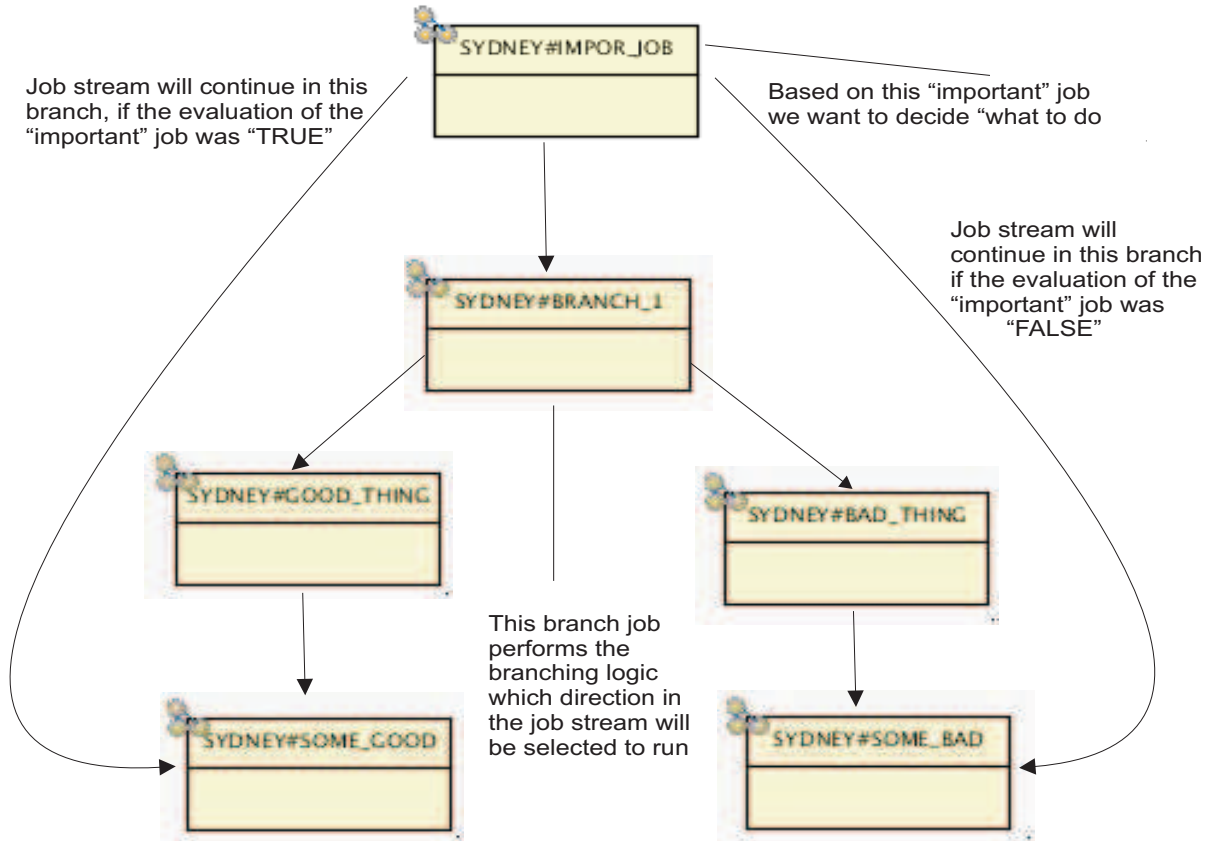 SYDNEY#IMPOR_JOB
Job stream will continue in this
branch, if the evaluation of the
“important” job was “TRUE”
Based on this “important” job
we want to decide “what to do
Job stream will
continue in this branch
if the evaluation of the
“important” job was
“FALSE”
SYDNEY#BRANCH_1
SYDNEY#GOOD_THING
SYDNEY#BAD_THING
This branch job
performs the
branching logic
which direction in
the job stream will
be selected to run
SYDNEY#SOME_GOOD
SYDNEY#SOME_BAD